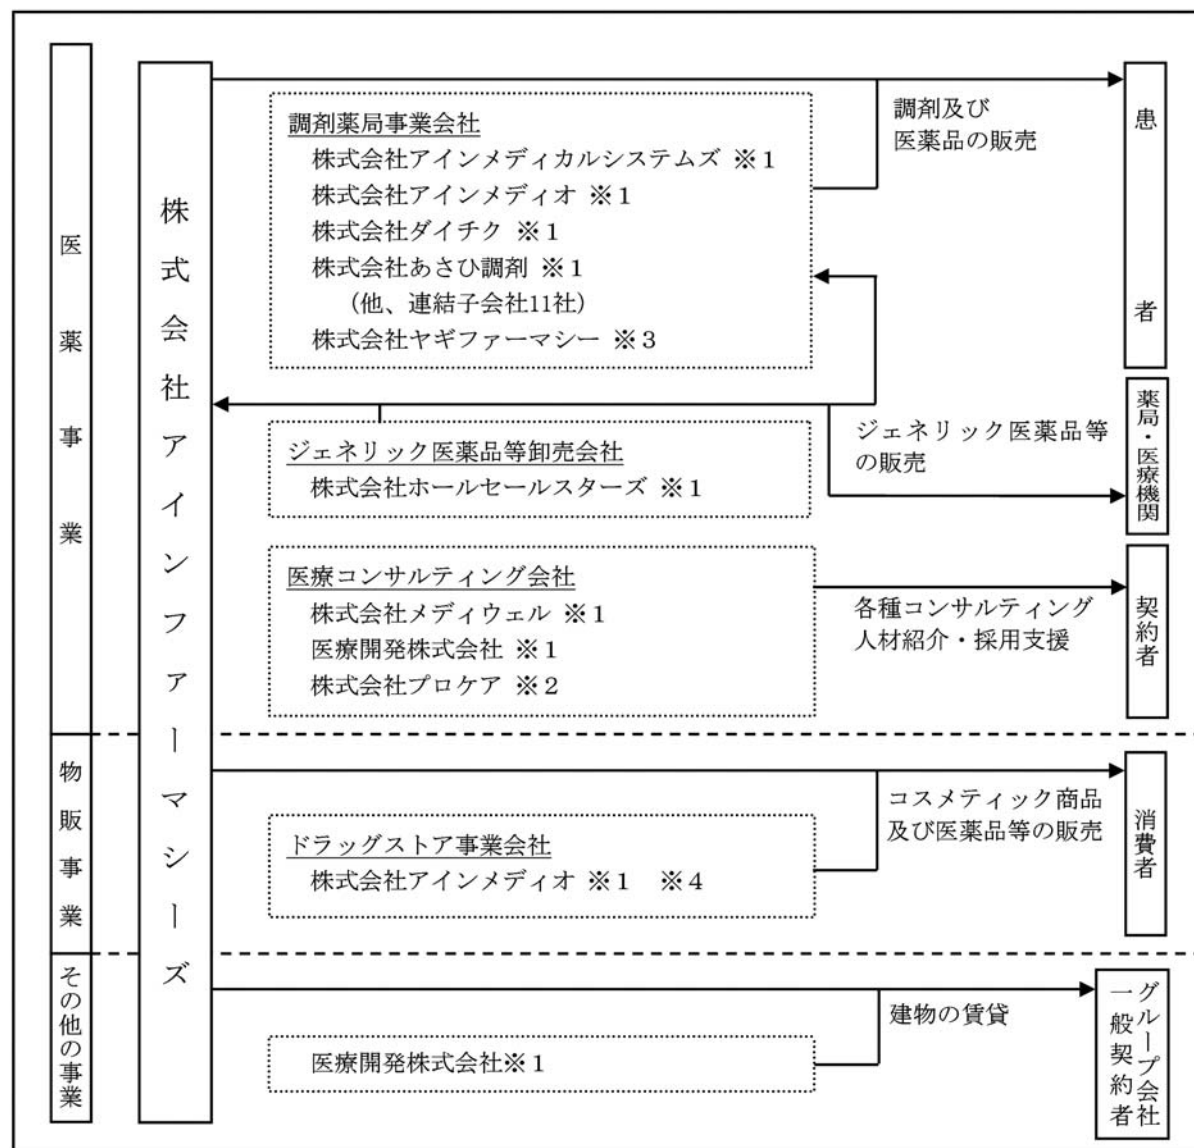 医薬事業
株式会社アインファーマシーズ
調剤薬局事業会社
株式会社アインメディカルシステムズ ※1
株式会社アインメディオ ※1
株式会社ダイチク ※1
株式会社あさひ調剤 ※1
（他、連結子会社11社）
株式会社ヤギファーマシー ※3
調剤及び
医薬品の販売
患者
ジェネリック医薬品等卸売会社
株式会社ホールセールスターズ ※1
ジェネリック医薬品等
の販売
薬局・医療機関
医療コンサルティング会社
株式会社メディウェル ※1
医療開発株式会社 ※1
株式会社プロケア ※2
各種コンサルティング
人材紹介・採用支援
契約者
物販事業
ドラッグストア事業会社
株式会社アインメディオ ※1　※4
コスメティック商品
及び医薬品等の販売
消費者
その他の事業
医療開発株式会社※1
建物の賃貸
グループ会社
一般契約者